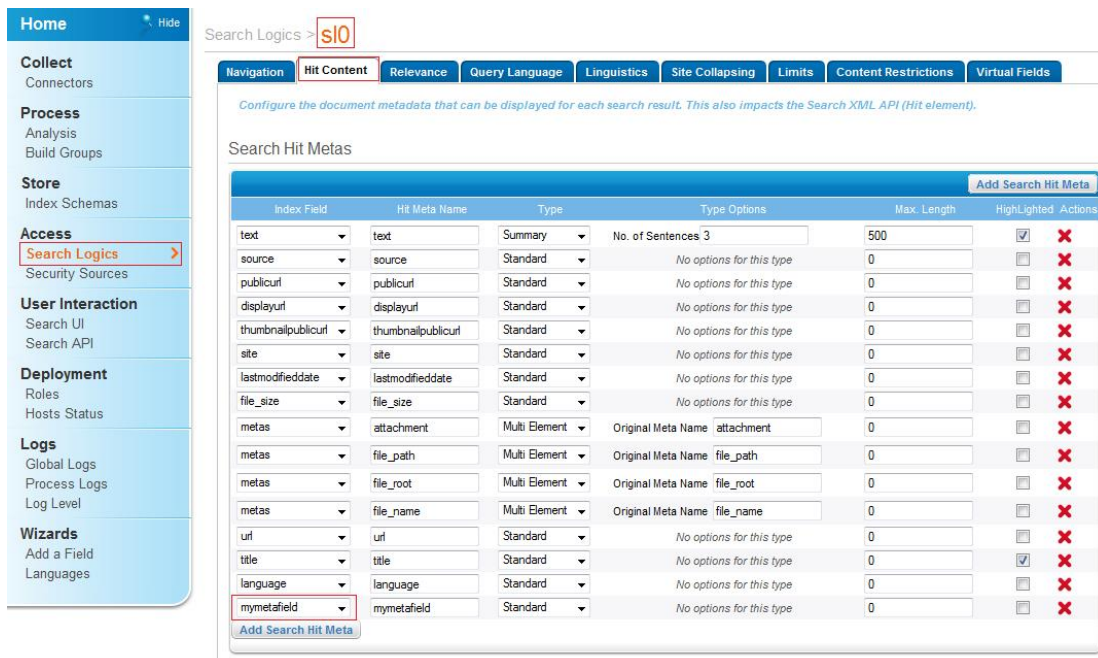 Home
Hide
Collect
Connectors
Process
Analysis
Build Groups
Store
Index Schemas
Access
Search Logics
Security Sources
User Interaction
Search UI
Search API
Deployment
Roles
Hosts Status
Logs
Global Logs
Process Logs
Log Level
Wizards
Add a Field
Languages
Search Logics > sl0
Navigation Hit Content Relevance Query Language Linguistics Site Collapsing Limits Content Restrictions Virtual Fields
Configure the document metadata that can be displayed for each search result. This also impacts the Search XML API (Hit element).
Search Hit Metas
Add Search Hit Meta
Index Field Hit Meta Name Type Type Options Max. Length HighLighted Actions
text text Summary No. of Sentences 3 500
source source Standard No options for this type 0
publicurl publicurl Standard No options for this type 0
displayurl displayurl Standard No options for this type 0
thumbnailpublicurl thumbnailpublicurl Standard No options for this type 0
site site Standard No options for this type 0
lastmodifieddate lastmodifieddate Standard No options for this type 0
file_size file_size Standard No options for this type 0
metas attachment Multi Element Original Meta Name attachment 0
metas file_path Multi Element Original Meta Name file_path 0
metas file_root Multi Element Original Meta Name file_root 0
metas file_name Multi Element Original Meta Name file_name 0
url url Standard No options for this type 0
title title Standard No options for this type 0
language language Standard No options for this type 0
mymetafield mymetafield Standard No options for this type 0
Add Search Hit Meta